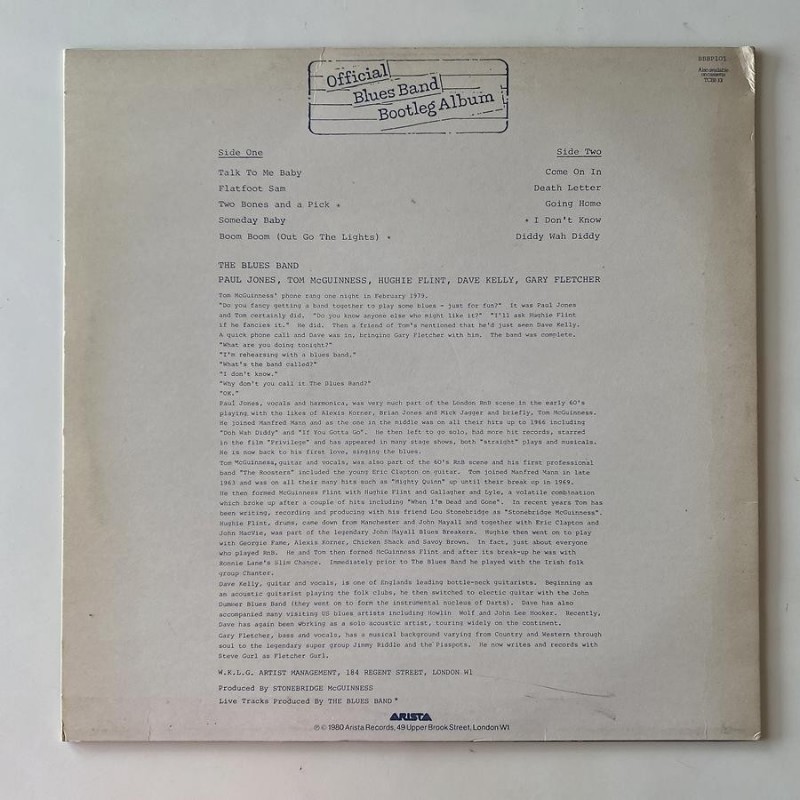 Official
Blues Band
Bootleg Album
BBBP101
Also available
on cassette
Side One
Side Two
Talk To Me Baby
Come On In
Flatfoot Sam
Death Letter
Two Bones and a Pick *
Going Home
Someday Baby
* I Don't Know
Boom Boom (Out Go The Lights) *
Diddy Wah Diddy
THE BLUES BAND
PAUL JONES, TOM McGUINNESS, HUGHIE FLINT, DAVE KELLY, GARY FLETCHER
Tom McGuinness' phone rang one night in February 1979.
"Do you fancy getting a band together to play some blues - just for fun?" It was Paul Jones
and Tom certainly did. "Do you know anyone else who might like it?" "I'll ask Hughie Flint
if he fancies it." He did. Then a friend of Tom's mentioned that he'd just seen Dave Kelly.
A quick phone call and Dave was in, bringing Gary Fletcher with him. The band was complete.
"What are you doing tonight?"
"I'm rehearsing with a blues band."
"What's the band called?"
"I don't know."
"Why don't you call it The Blues Band?"
"OK."
Paul Jones, vocals and harmonica, was very much part of the London RnB scene in the early 60's
playing with the likes of Alexis Korner, Brian Jones and Mick Jagger and briefly, Tom McGuinness.
He joined Manfred Mann and as the one in the middle was on all their hits up to 1966 including
"Doh Wah Diddy" and "If You Gotta Go". He then left to go solo, had more hit records, starred
in the film "Privilege" and has appeared in many stage shows, both "straight" plays and musicals.
He is now back to his first love, singing the blues.
Tom McGuinness, guitar and vocals, was also part of the 60's RnB scene and his first professional
band "The Roosters" included the young Eric Clapton on guitar. Tom joined Manfred Mann in late
1963 and was on all their many hits such as "Mighty Quinn" up until their break up in 1969.
He then formed McGuinness Flint with Hughie Flint and Gallagher and Lyle, a volatile combination
which broke up after a couple of hits including "When I'm Dead and Gone". In recent years Tom has
been writing, recording and producing with his friend Lou Stonebridge as "Stonebridge McGuinness".
Hughie Flint, drums, came down from Manchester and John Mayall and together with Eric Clapton and
John MacVie, was part of the legendary John Mayall Blues Breakers. Hughie then went on to play
with Georgie Fame, Alexis Korner, Chicken Shack and Savoy Brown. In fact, just about everyone
who played RnB. He and Tom then formed McGuinness Flint and after its break-up he was with
Ronnie Lane's Slim Chance. Immediately prior to The Blues Band he played with the Irish folk
group Chanter.
Dave Kelly, guitar and vocals, is one of Englands leading bottle-neck guitarists. Beginning as
an acoustic guitarist playing the folk clubs, he then switched to electic guitar with the John
Dummer Blues Band (they went on to form the instrumental nucleus of Darts). Dave has also
accompanied many visiting US blues artists including Howlin' Wolf and John Lee Hooker. Recently,
Dave has again been working as a solo acoustic artist, touring widely on the continent.
Gary Fletcher, bass and vocals, has a musical background varying from Country and Western through
soul to the legendary super group Jimmy Riddle and the Pisspots. He now writes and records with
Steve Gurl as Fletcher Gurl.
W.K.L.G. ARTIST MANAGEMENT, 184 REGENT STREET, LONDON W1
Produced By STONEBRIDGE McGUINNESS
Live Tracks Produced By THE BLUES BAND *
ARISTA
℗ © 1980 Arista Records, 49 Upper Brook Street, London W1